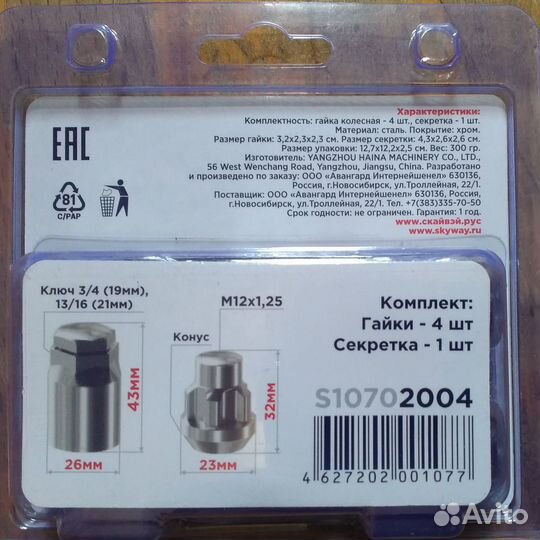 Характеристики:
Комплектность: гайка колесная - 4 шт., секретка - 1 шт.
Материал: сталь. Покрытие: хром.
Размер гайки: 3,2х2,3х2,3 см. Размер секретки: 4,3х2,6х2,6 см.
Размер упаковки: 12,7х12,2х2,5 см. Вес: 300 гр.
Изготовитель: YANGZHOU HAINA MACHINERY CO., LTD.,
56 West Wenchang Road, Yangzhou, Jiangsu, China. Разработано
и произведено по заказу: ООО «Авангард Интернейшенел» 630136,
Россия, г.Новосибирск, ул.Троллейная, 22/1.
Поставщик: ООО «Авангард Интернейшенел» 630136, Россия,
г.Новосибирск, ул.Троллейная, 22/1. Тел. +7(383)335-70-50
Срок годности: не ограничен. Гарантия: 1 год.
www.скайвэй.рус
www.skyway.ru
EAC
81
C/PAP
Ключ 3/4 (19мм),
13/16 (21мм)
43мм
26мм
М12х1,25
Конус
32мм
23мм
Комплект:
Гайки - 4 шт
Секретка - 1 шт
S10702004
4 627202 001077
Avito